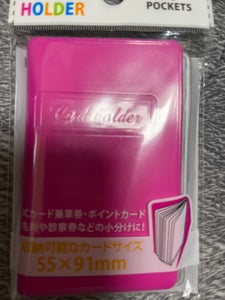 HOLDER
POCKETS
Card Holder
ICカード乗車券・ポイントカード
名刺や診察券などの小分けに!
収納可能なカードサイズ
55×91mm